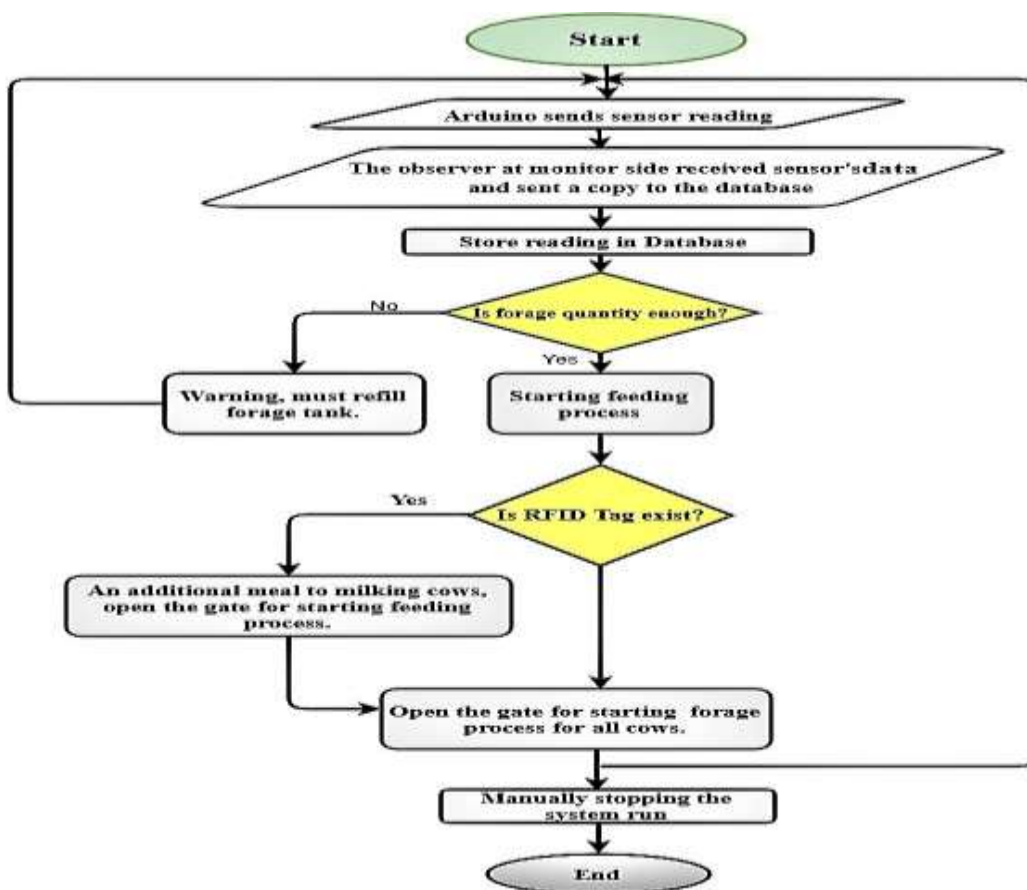 Start
Arduino sends sensor reading
The observer at monitor side received sensor'sdata
and sent a copy to the database
Store reading in Database
Is forage quantity enough?
No
Yes
Warning, must refill
forage tank.
Starting feeding
process
Is RFID Tag exist?
Yes
An additional meal to milking cows,
open the gate for starting feeding
process.
Open the gate for starting forage
process for all cows.
Manually stopping the
system run
End